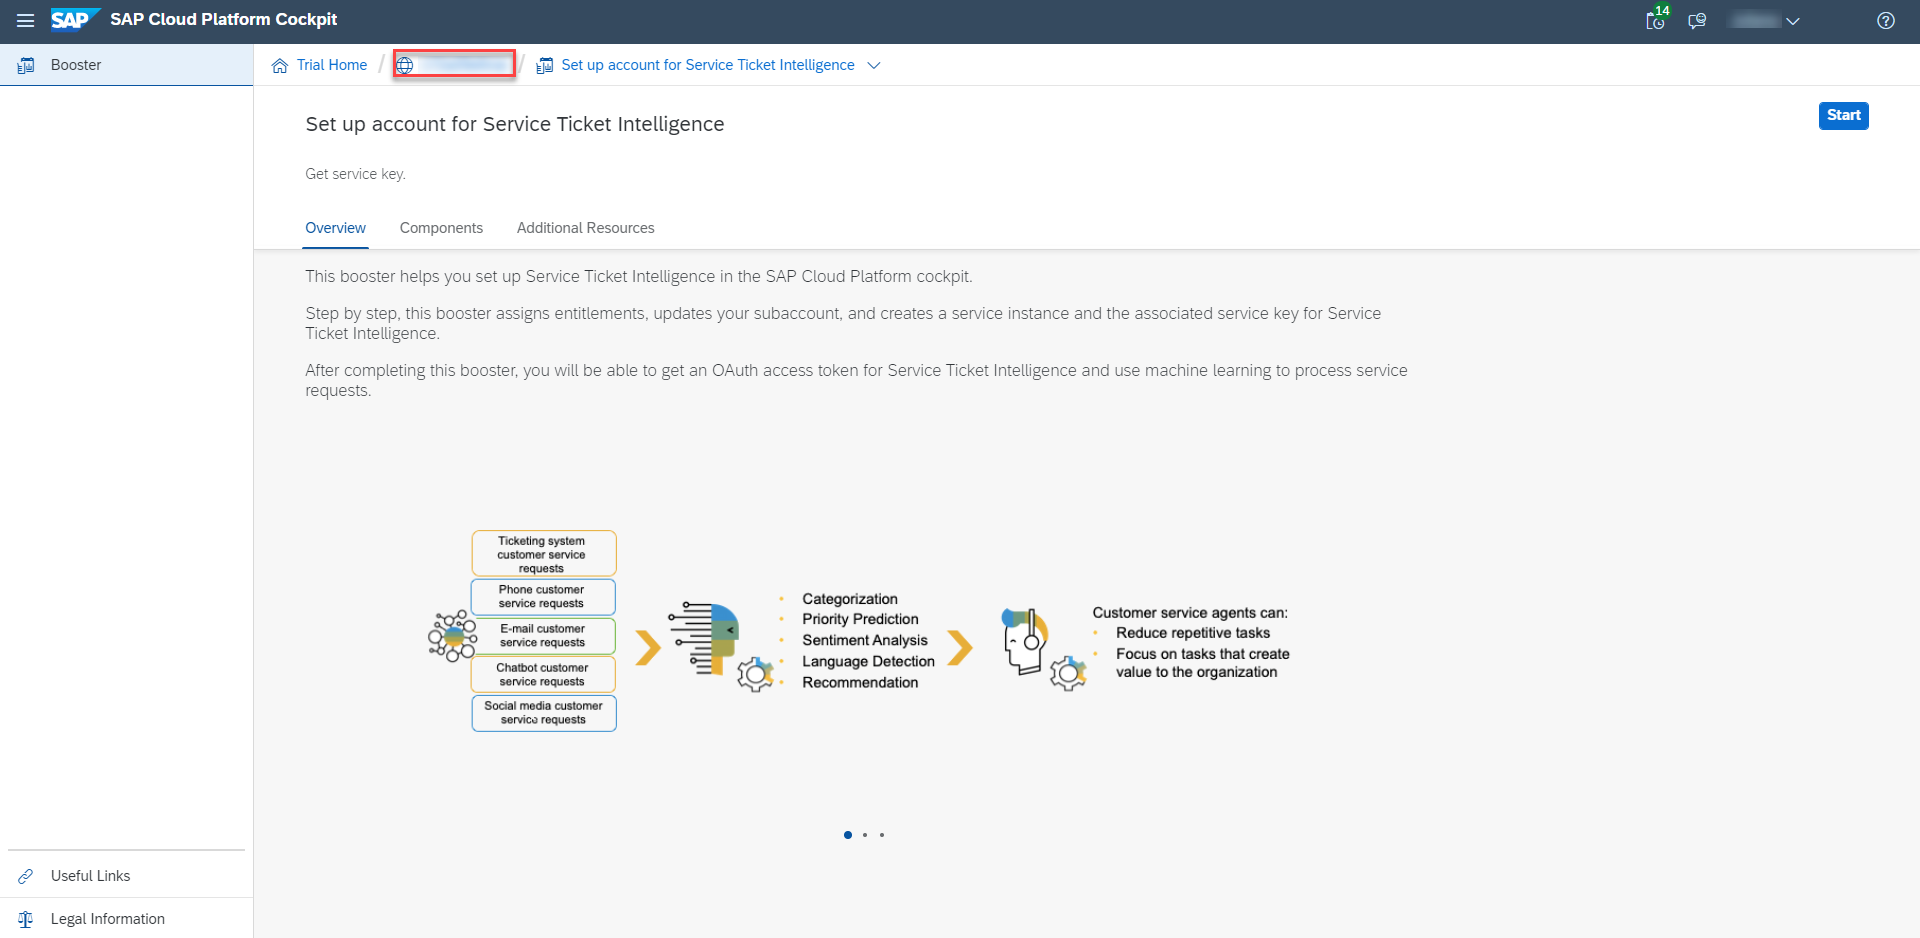 SAP SAP Cloud Platform Cockpit
14
Booster
Trial Home / / Set up account for Service Ticket Intelligence
Set up account for Service Ticket Intelligence
Start
Get service key.
Overview Components Additional Resources
This booster helps you set up Service Ticket Intelligence in the SAP Cloud Platform cockpit.
Step by step, this booster assigns entitlements, updates your subaccount, and creates a service instance and the associated service key for Service
Ticket Intelligence.
After completing this booster, you will be able to get an OAuth access token for Service Ticket Intelligence and use machine learning to process service
requests.
Ticketing system
customer service
requests
Phone customer
service requests
E-mail customer
service requests
Chatbot customer
service requests
Social media customer
service requests
Categorization
Priority Prediction
Sentiment Analysis
Language Detection
Recommendation
Customer service agents can:
Reduce repetitive tasks
Focus on tasks that create
value to the organization
Useful Links
Legal Information